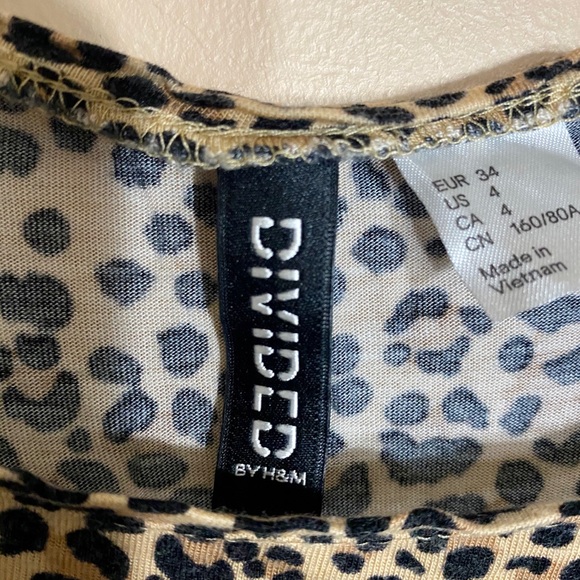 DIVIDED
BY H&M
EUR 34
US 4
CA 4
CN 160/80A
Made in
Vietnam